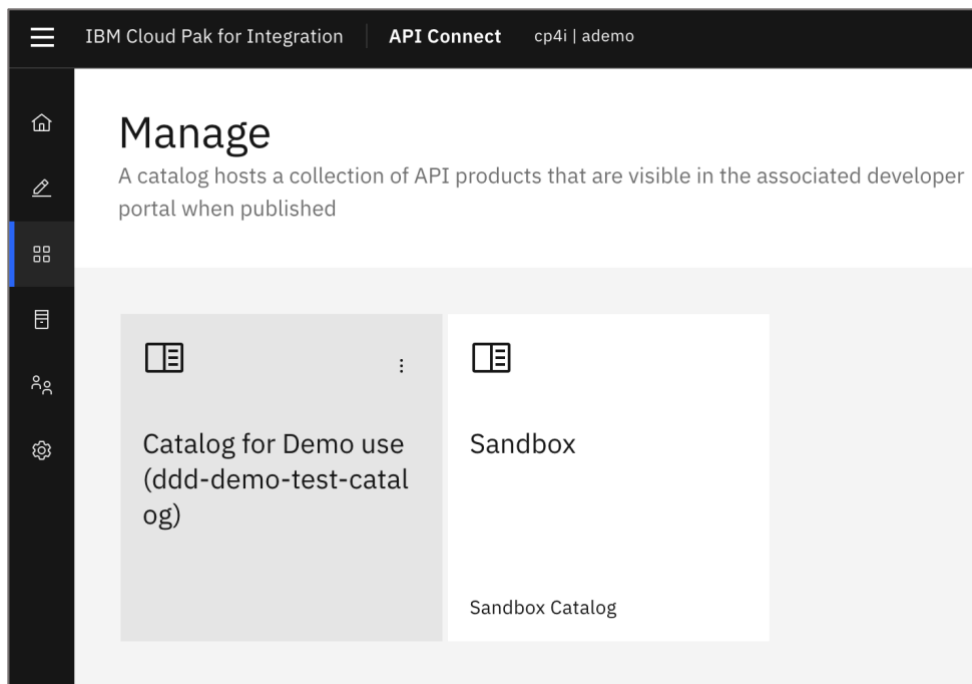 IBM Cloud Pak for Integration API Connect cp4i | ademo
Manage
A catalog hosts a collection of API products that are visible in the associated developer
portal when published
Catalog for Demo use
(ddd-demo-test-catal
og)
Sandbox
Sandbox Catalog